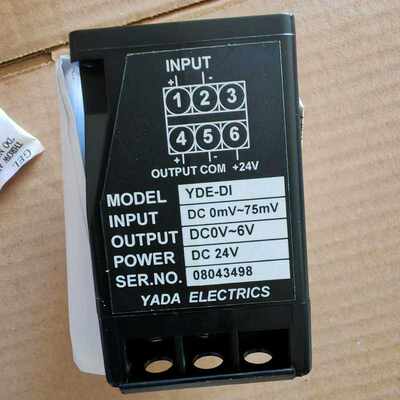 INPUT
+ -
1 2 3
4 5 6
+ -
OUTPUT COM +24V
MODEL YDE-DI
INPUT DC 0mV~75mV
OUTPUT DC0V~6V
POWER DC 24V
SER.NO. 08043498
YADA ELECTRICS